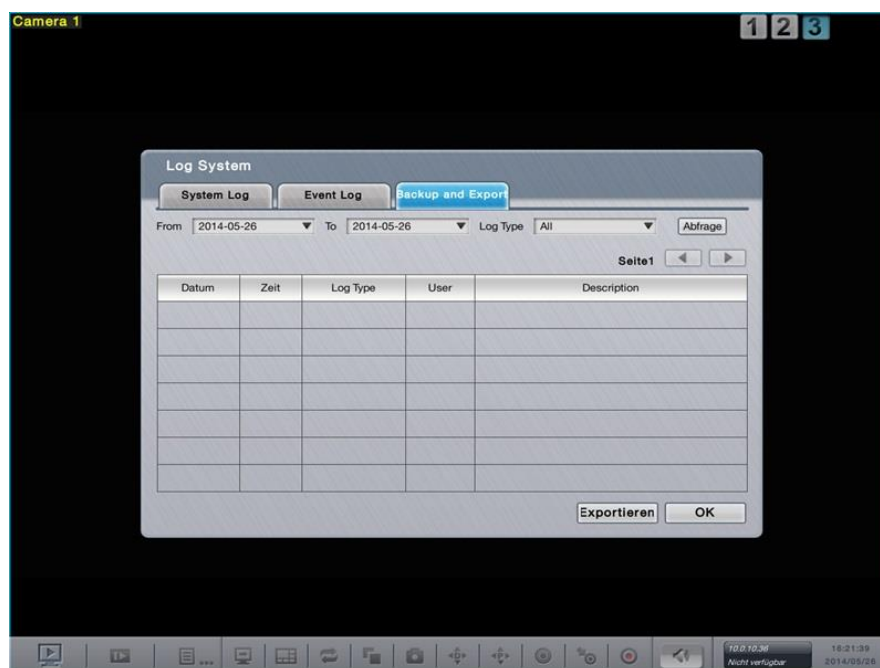 Camera 1
1 2 3
Log System
System Log Event Log Backup and Export
From 2014-05-26 To 2014-05-26 Log Type All Abfrage
Seite1
Datum Zeit Log Type User Description
Exportieren OK
10.0.10.36 16:21:39
Nicht verfügbar 2014/05/26